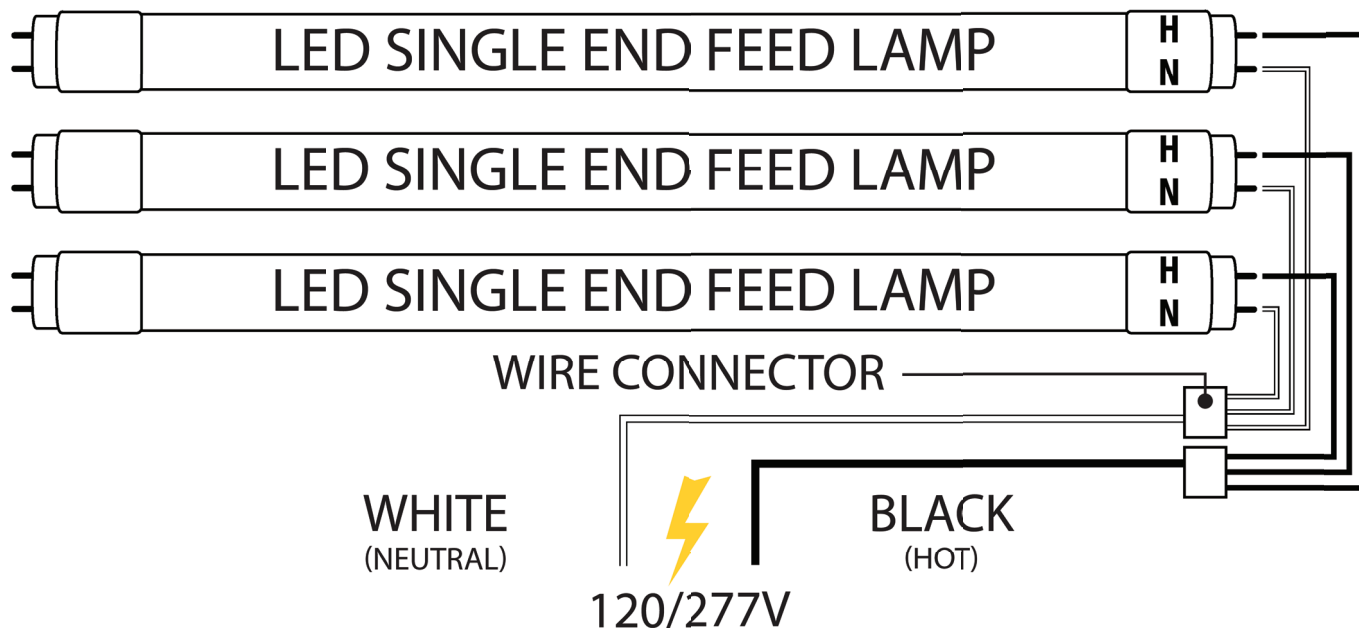 LED SINGLE END FEED LAMP
H
N
LED SINGLE END FEED LAMP
H
N
LED SINGLE END FEED LAMP
H
N
WIRE CONNECTOR
WHITE
(NEUTRAL)
BLACK
(HOT)
120/277V